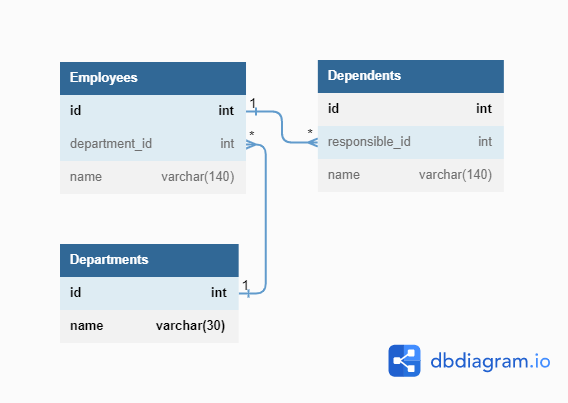 Employees
id int
department_id int
name varchar(140)
1
*
Dependents
id int
responsible_id int
name varchar(140)
*
Departments
id int
name varchar(30)
1
dbdiagram.io